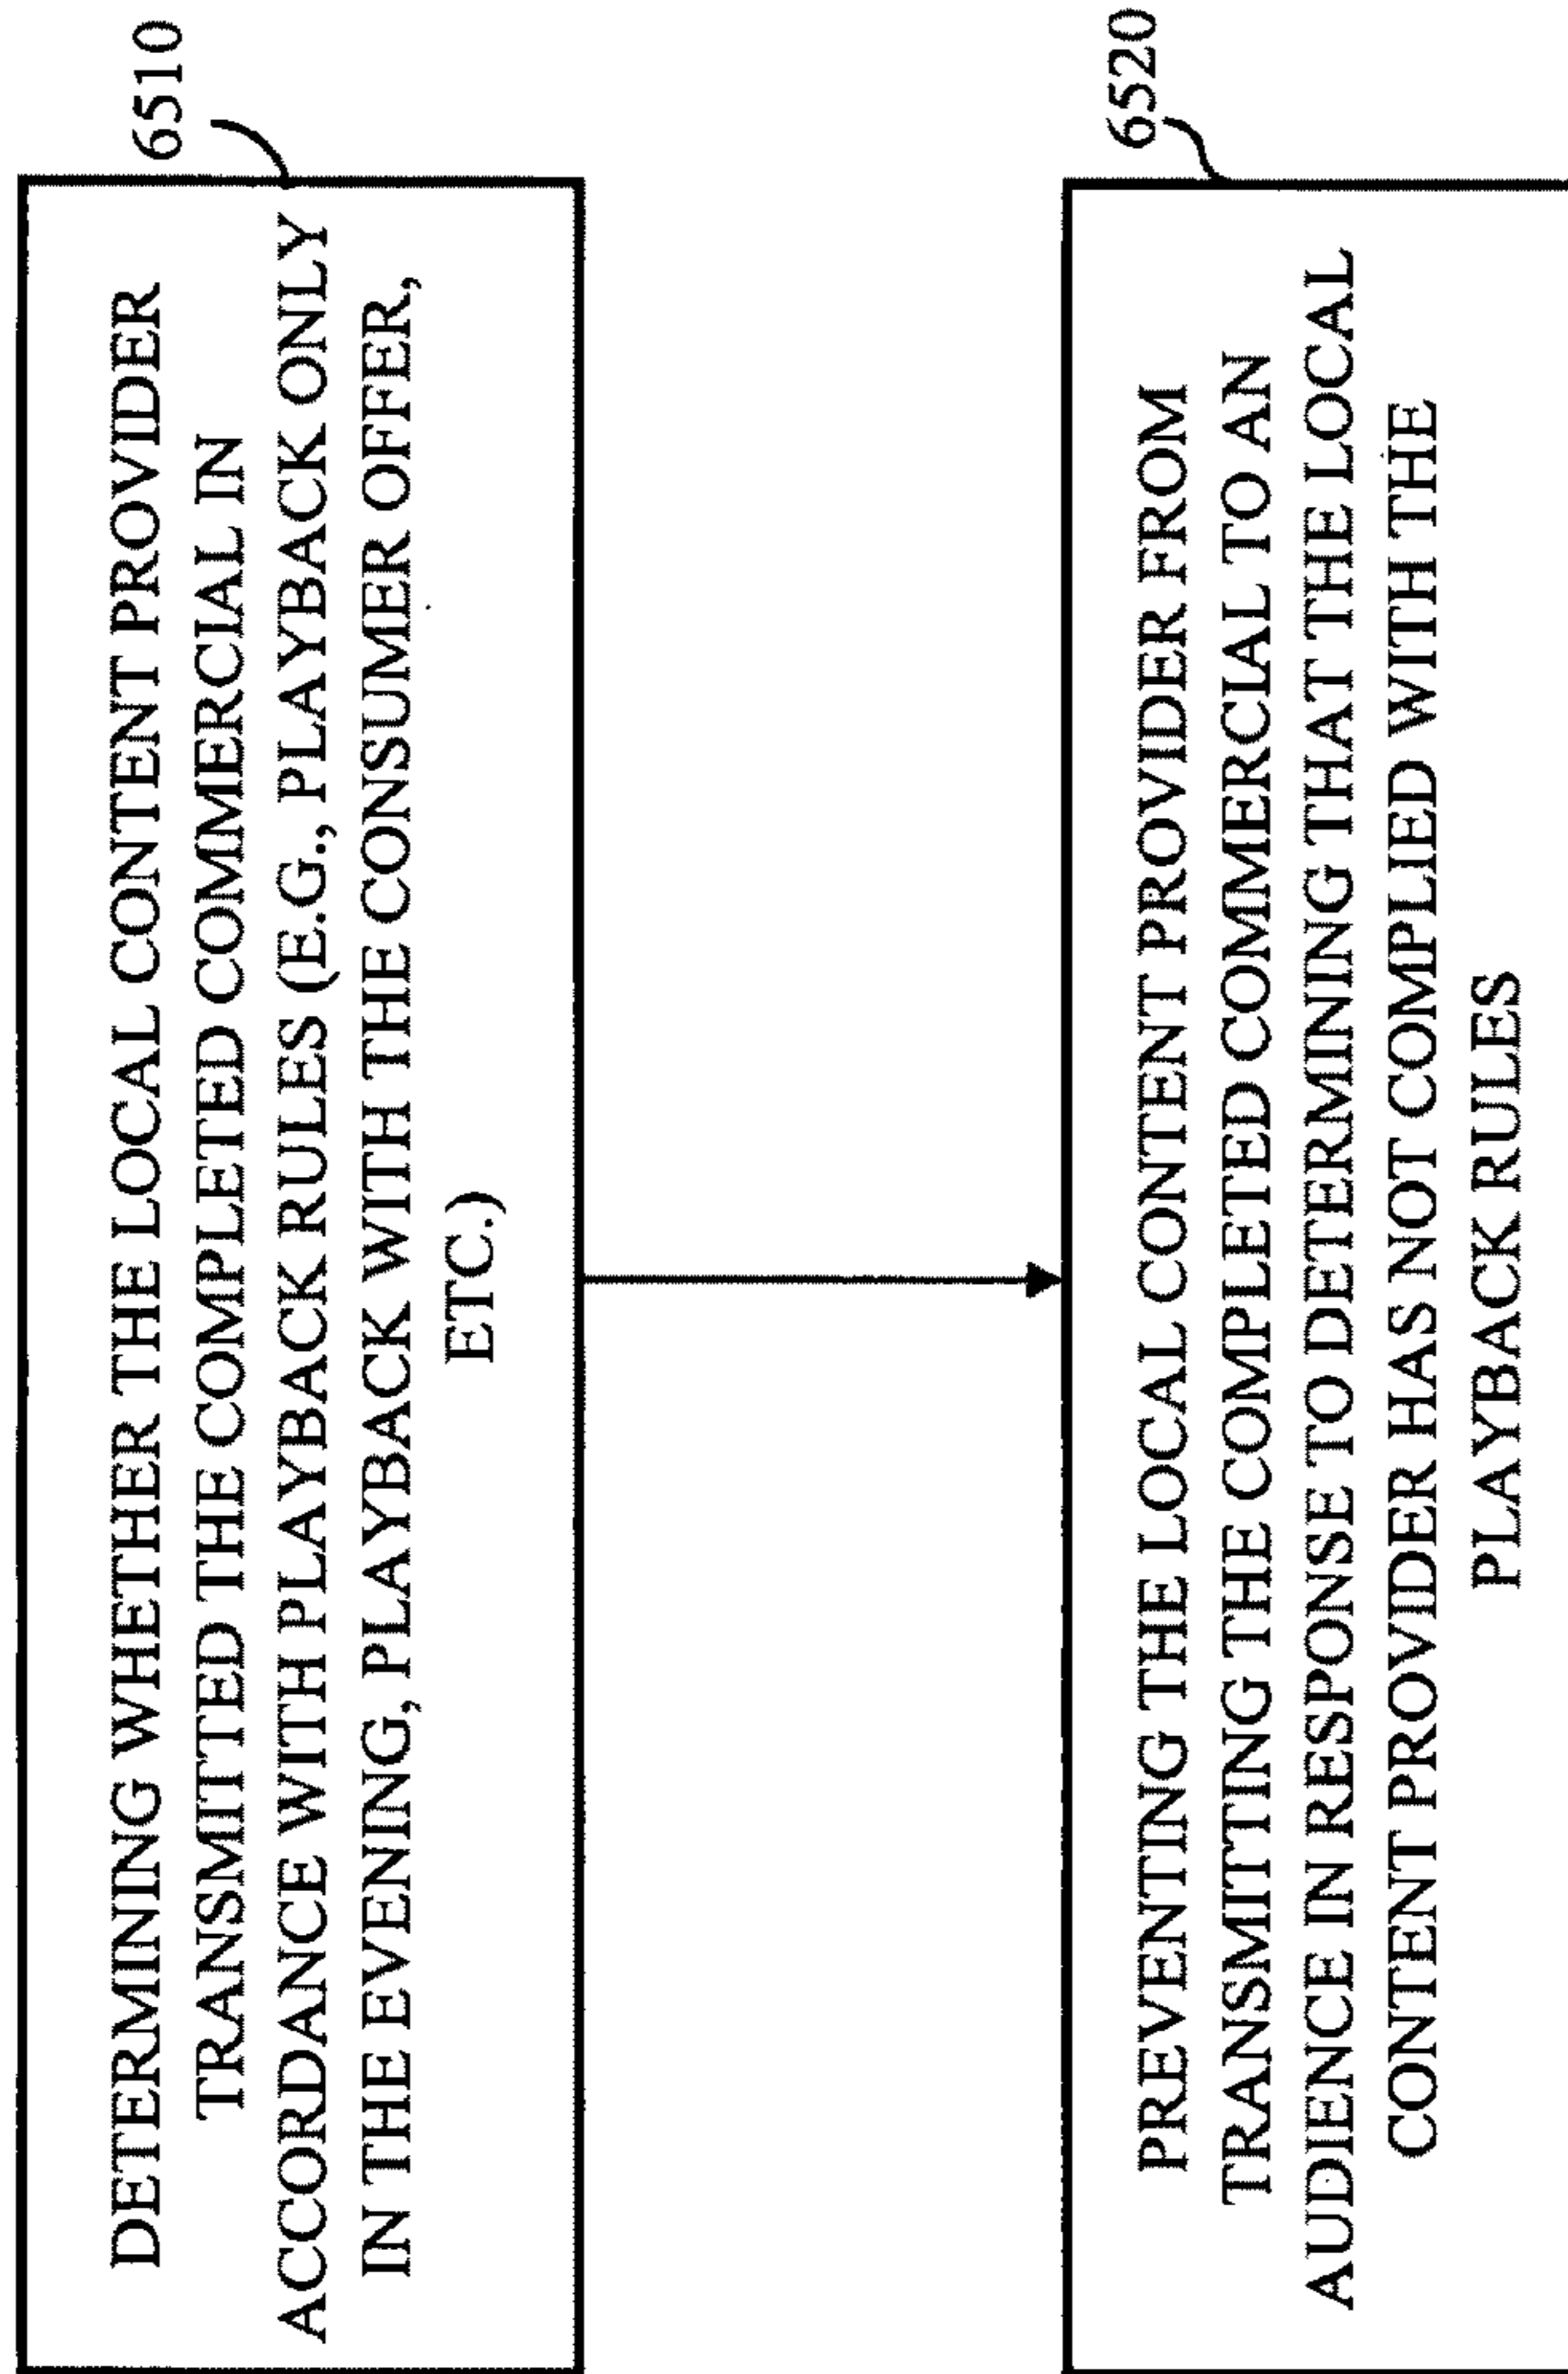 6510
DETERMINING WHETHER THE LOCAL CONTENT PROVIDER
TRANSMITTED THE COMPLETED COMMERCIAL IN
ACCORDANCE WITH PLAYBACK RULES (E.G., PLAYBACK ONLY
IN THE EVENING, PLAYBACK WITH THE CONSUMER OFFER,
ETC.)
6520
PREVENTING THE LOCAL CONTENT PROVIDER FROM
TRANSMITTING THE COMPLETED COMMERCIAL TO AN
AUDIENCE IN RESPONSE TO DETERMINING THAT THE LOCAL
CONTENT PROVIDER HAS NOT COMPLIED WITH THE
PLAYBACK RULES